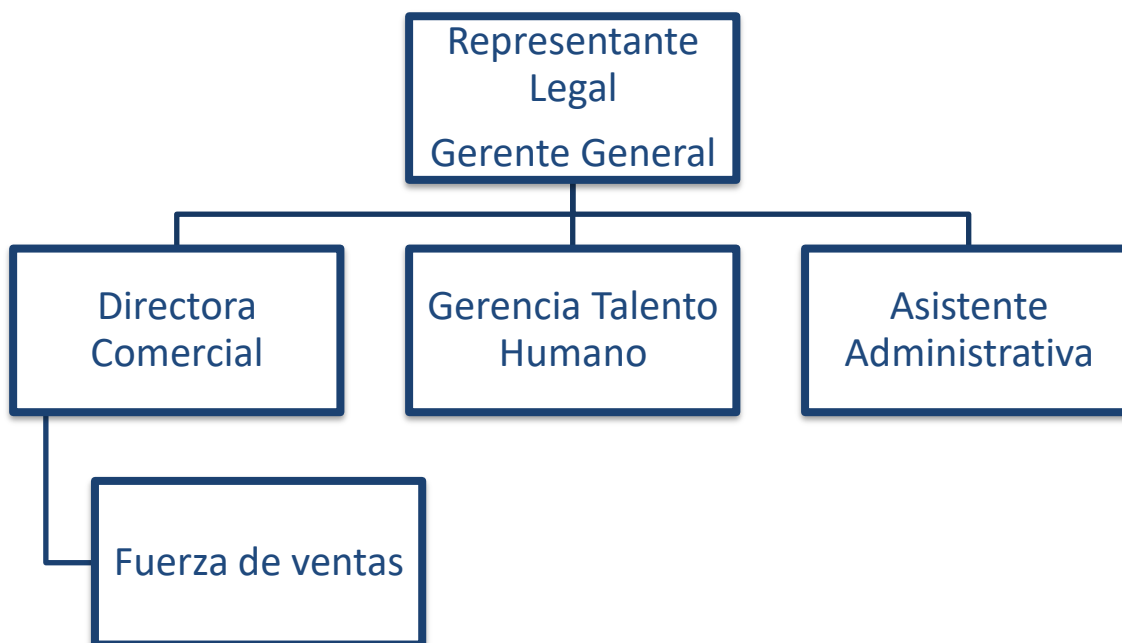 Representante
Legal
Gerente General
Directora
Comercial
Gerencia Talento
Humano
Asistente
Administrativa
Fuerza de ventas